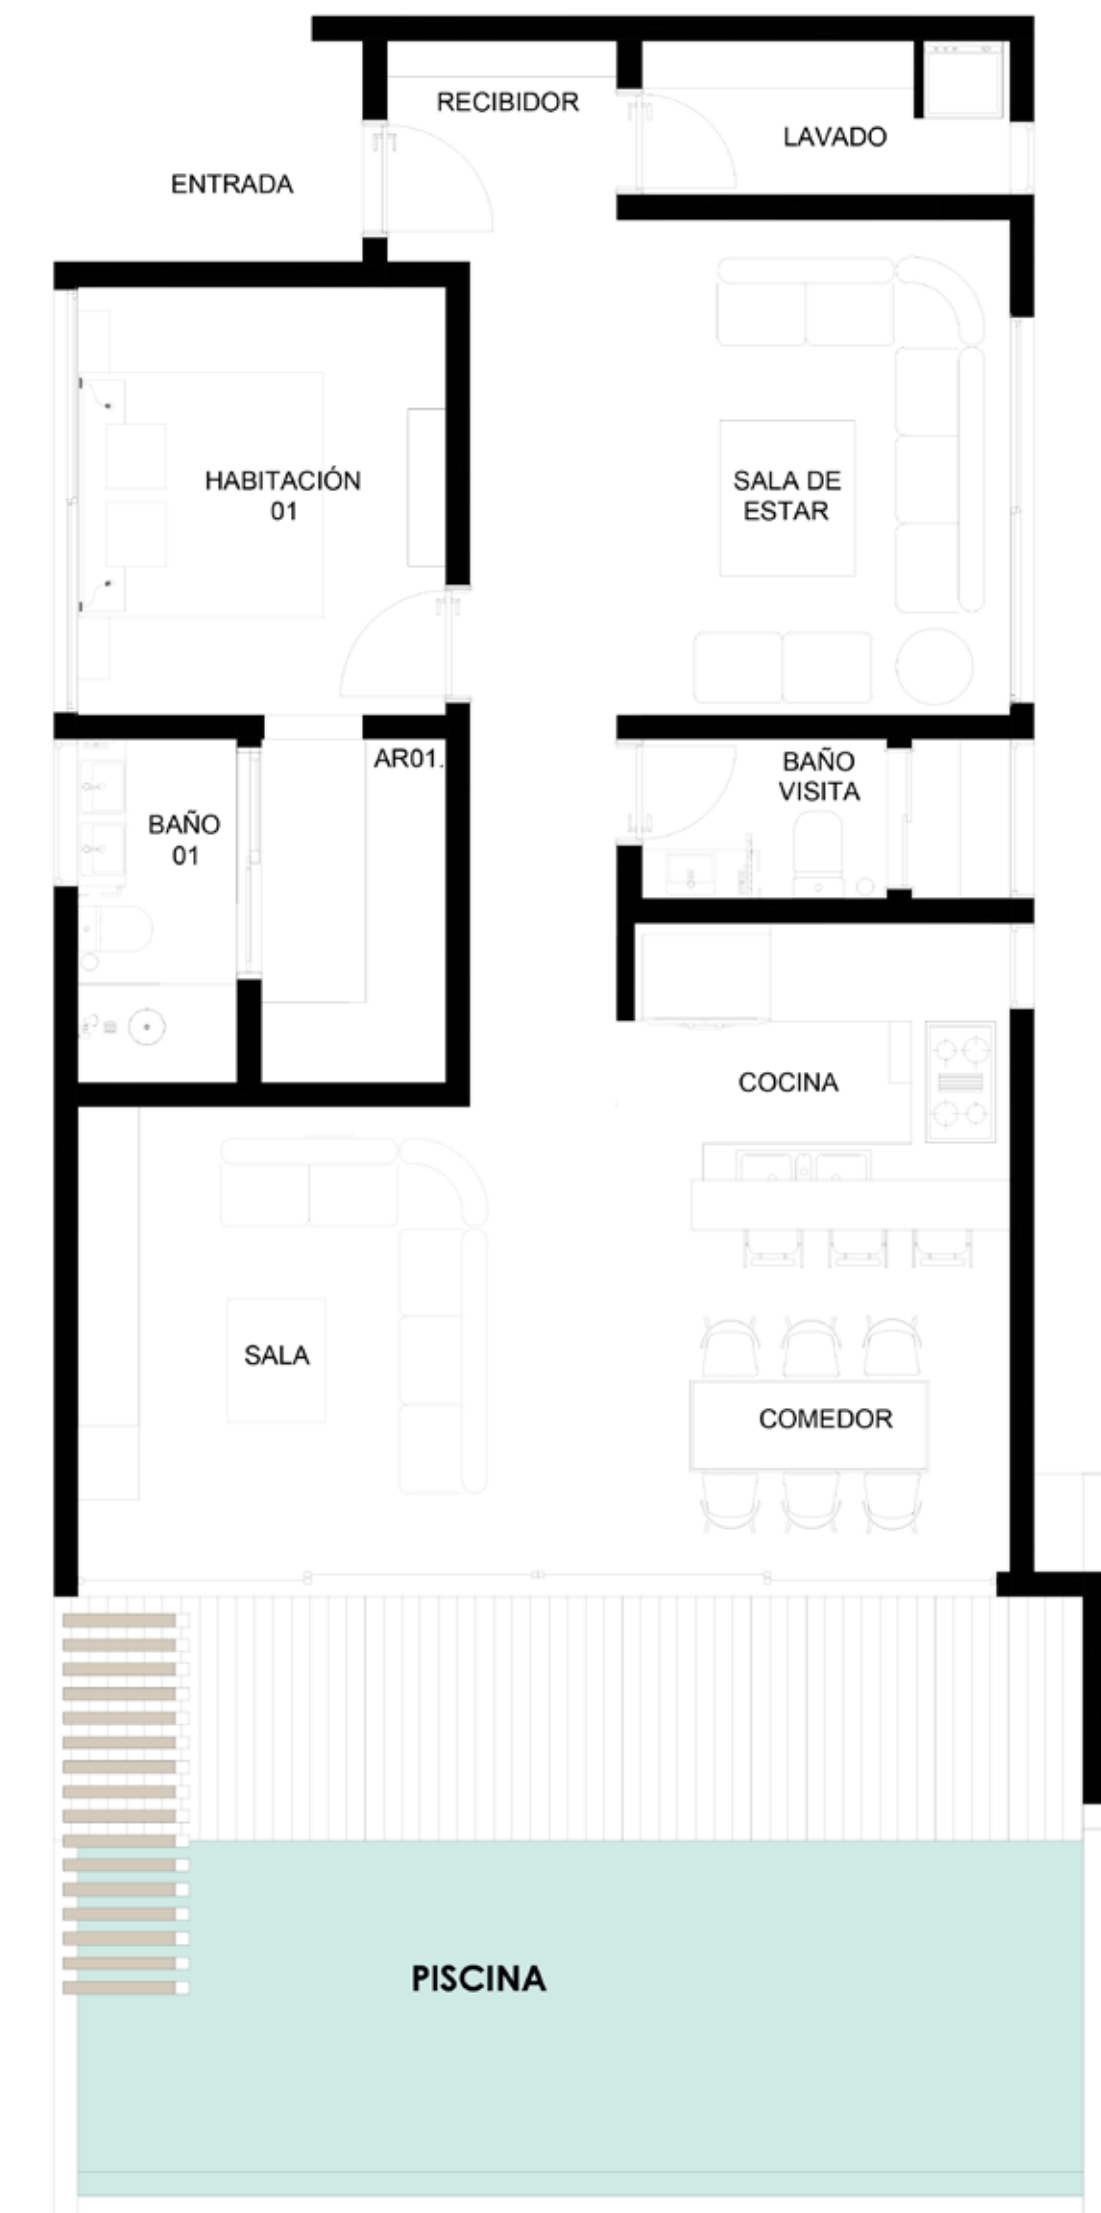 RECIBIDOR
LAVADO
ENTRADA
HABITACIÓN
01
SALA DE
ESTAR
AR01.
BAÑO
VISITA
BAÑO
01
COCINA
SALA
COMEDOR
PISCINA